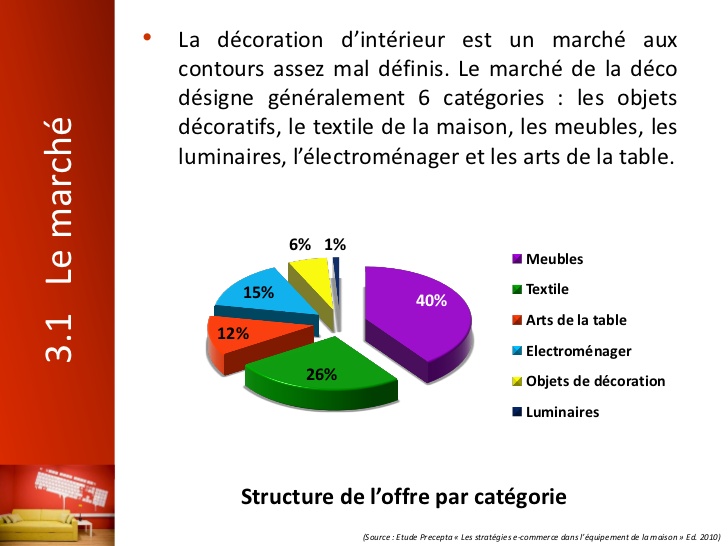 3.1 Le marché
• La décoration d’intérieur est un marché aux
contours assez mal définis. Le marché de la déco
désigne généralement 6 catégories : les objets
décoratifs, le textile de la maison, les meubles, les
luminaires, l’électroménager et les arts de la table.
6% 1%
15%
40%
12%
26%
Meubles
Textile
Arts de la table
Electroménager
Objets de décoration
Luminaires
Structure de l’offre par catégorie
(Source : Etude Precepta « Les stratégies e-commerce dans l’équipement de la maison » Ed. 2010)